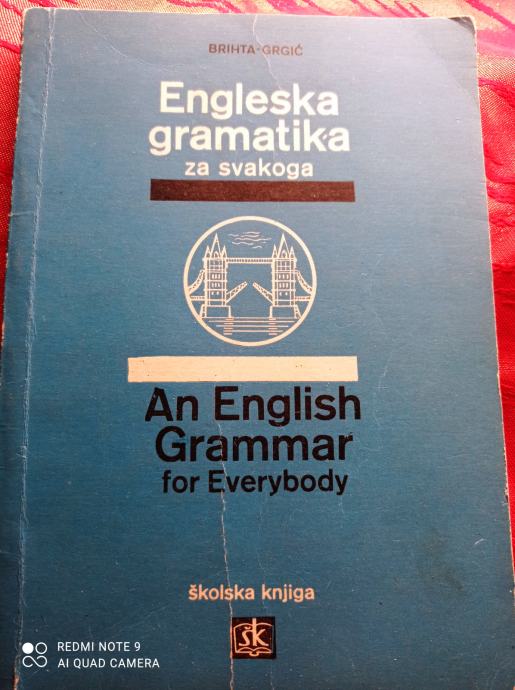 BRIHTA-GRGIĆ
Engleska
gramatika
za svakoga
An English
Grammar
for Everybody
školska knjiga
šk
REDMI NOTE 9
AI QUAD CAMERA